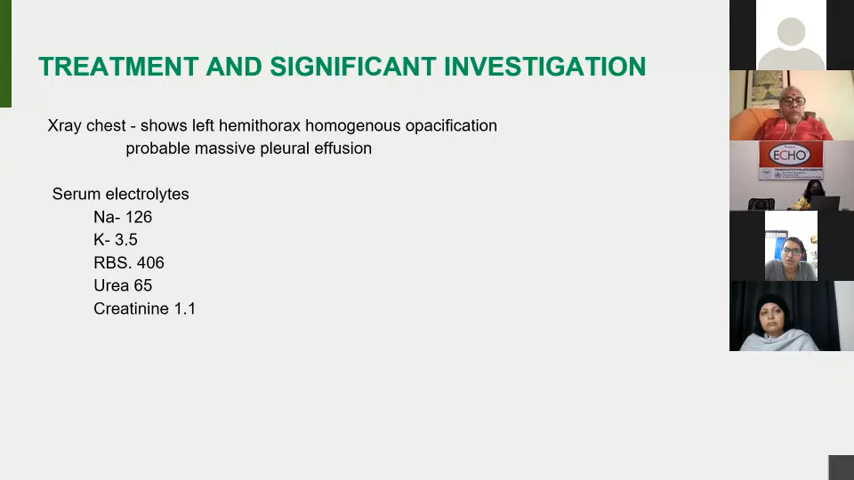 TREATMENT AND SIGNIFICANT INVESTIGATION
Xray chest - shows left hemithorax homogenous opacification
probable massive pleural effusion
Serum electrolytes
Na- 126
K- 3.5
RBS. 406
Urea 65
Creatinine 1.1
ECHO